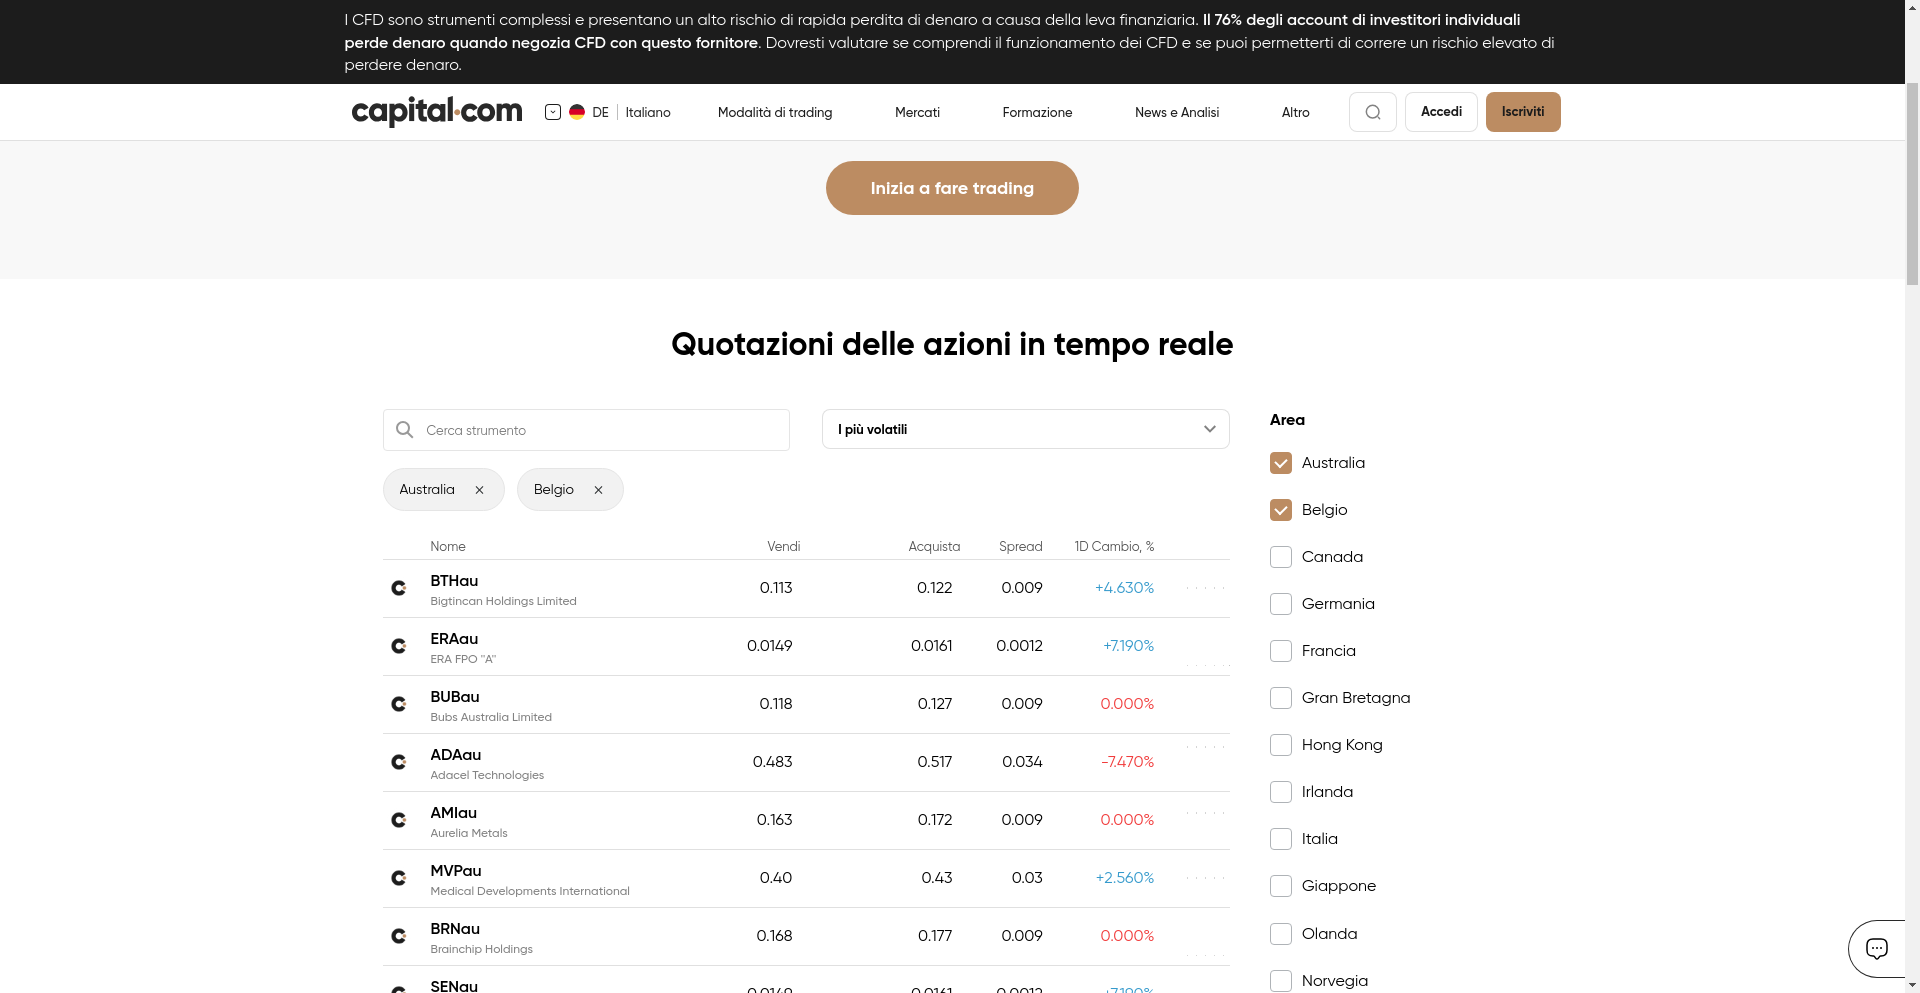 I CFD sono strumenti complessi e presentano un alto rischio di rapida perdita di denaro a causa della leva finanziaria. Il 76% degli account di investitori individuali
perde denaro quando negozia CFD con questo fornitore. Dovresti valutare se comprendi il funzionamento dei CFD e se puoi permetterti di correre un rischio elevato di
perdere denaro.
capital.com DE Italiano Modalità di trading Mercati Formazione News e Analisi Altro Accedi Iscriviti
Inizia a fare trading
Quotazioni delle azioni in tempo reale
Cerca strumento I più volatili
Australia Belgio
Nome Vendi Acquista Spread 1D Cambio, %
BTHau 0.113 0.122 0.009 +4.630%
Bigtincan Holdings Limited
ERAau 0.0149 0.0161 0.0012 +7.190%
ERA FPO "A"
BUBau 0.118 0.127 0.009 0.000%
Bubs Australia Limited
ADAau 0.483 0.517 0.034 -7.470%
Adacel Technologies
AMIau 0.163 0.172 0.009 0.000%
Aurelia Metals
MVPau 0.40 0.43 0.03 +2.560%
Medical Developments International
BRNau 0.168 0.177 0.009 0.000%
Brainchip Holdings
SENau 0.0149 0.0161 0.0012 +7.190%
Area
Australia
Belgio
Canada
Germania
Francia
Gran Bretagna
Hong Kong
Irlanda
Italia
Giappone
Olanda
Norvegia